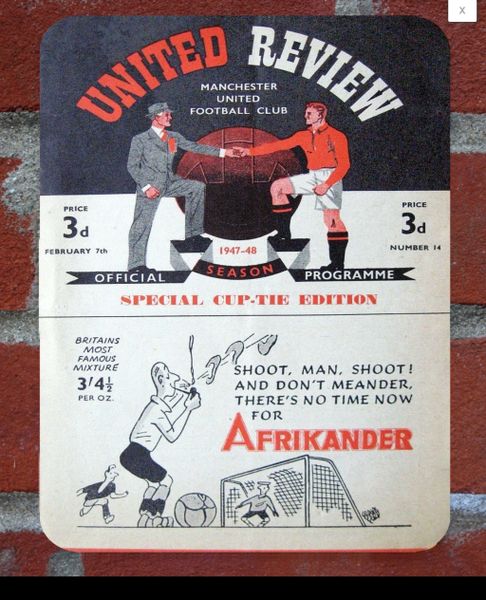 X
UNITED REVIEW
MANCHESTER
UNITED
FOOTBALL CLUB
PRICE
3d
FEBRUARY 7th
PRICE
3d
NUMBER 14
1947-48
SEASON
OFFICIAL
PROGRAMME
SPECIAL CUP-TIE EDITION
BRITAINS
MOST
FAMOUS
MIXTURE
3/4½
PER OZ.
SHOOT, MAN, SHOOT!
AND DON'T MEANDER,
THERE'S NO TIME NOW
FOR
AFRIKANDER